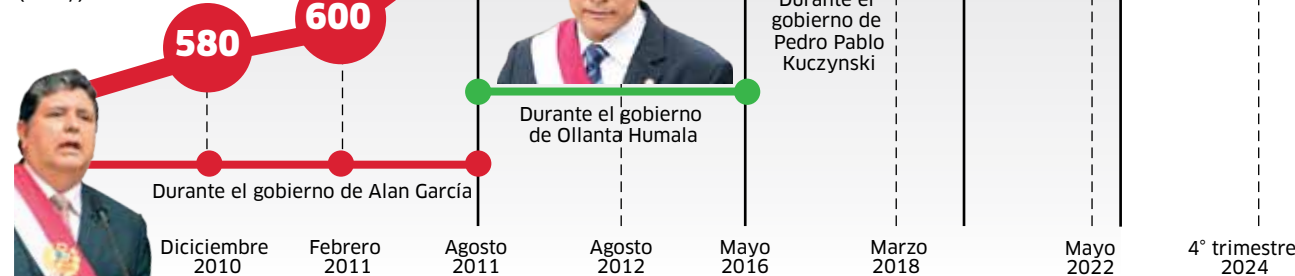 580
600
Durante el
gobierno de
Pedro Pablo
Kuczynski
Durante el gobierno
de Ollanta Humala
Durante el gobierno de Alan García
Diciciembre
2010
Febrero
2011
Agosto
2011
Agosto
2012
Mayo
2016
Marzo
2018
Mayo
2022
4° trimestre
2024